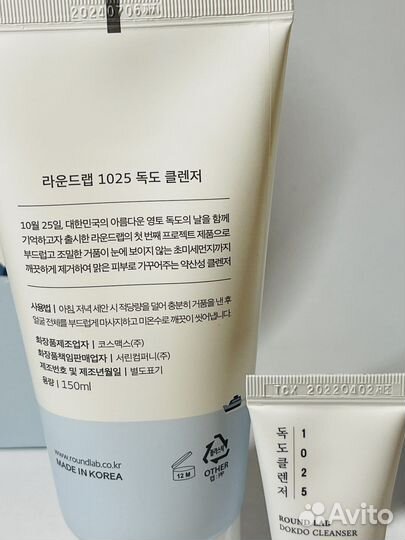 20240706
라운드랩 1025 독도 클렌저
10월 25일, 대한민국의 아름다운 영토 독도의 날을 함께
기억하고자 출시한 라운드랩의 첫 번째 프로젝트 제품으로
부드럽고 조밀한 거품이 눈에 보이지 않는 초미세먼지까지
깨끗하게 제거하여 맑은 피부로 가꾸어주는 약산성 클렌저
사용법 | 아침, 저녁 세안 시 적당량을 덜어 충분히 거품을 낸 후
얼굴 전체를 부드럽게 마사지하고 미온수로 깨끗이 씻어냅니다.
화장품제조업자 | 코스맥스(주)
화장품책임판매업자 | 서린컴퍼니(주)
제조번호 및 제조년월일 | 별도표기
용량 | 150ml
www.roundlab.co.kr
MADE IN KOREA
12 M
플라스틱
OTHER
캡:PP
TCX 20220402
독도클렌저
1025
ROUND LAB
DOKDO CLEANSER
Avito